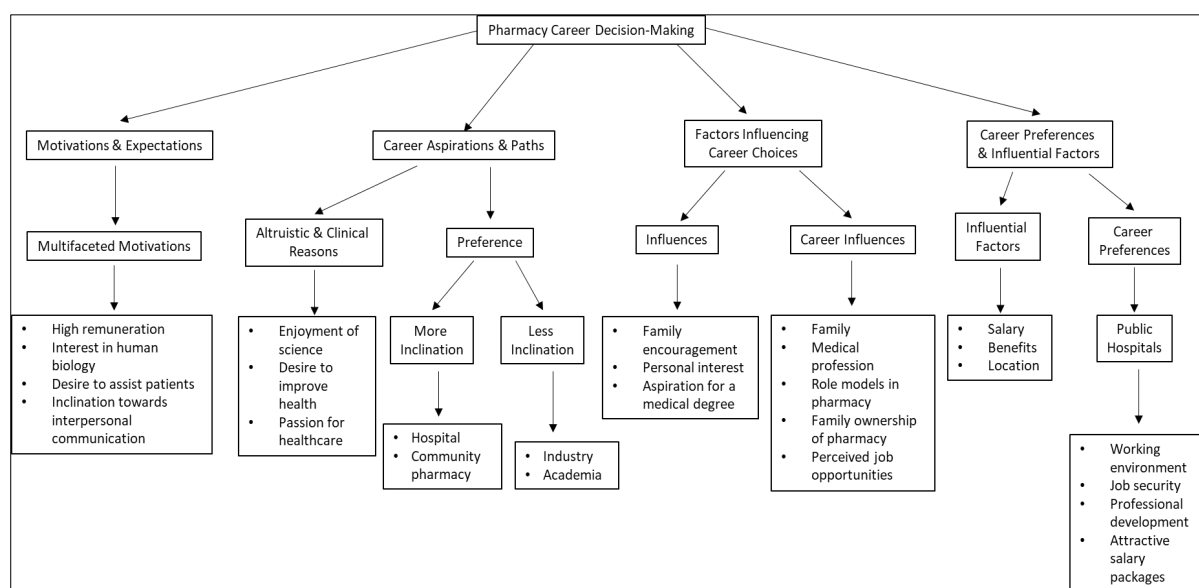 Pharmacy Career Decision-Making
Motivations & Expectations
Career Aspirations & Paths
Factors Influencing
Career Choices
Career Preferences
& Influential Factors
Multifaceted Motivations
Altruistic & Clinical
Reasons
Preference
Influences
Career Influences
Influential
Factors
Career
Preferences
• High remuneration
• Interest in human
biology
• Desire to assist patients
• Inclination towards
interpersonal
communication
• Enjoyment of
science
• Desire to
improve
health
• Passion for
healthcare
More
Inclination
Less
Inclination
• Hospital
• Community
pharmacy
• Industry
• Academia
• Family
encouragement
• Personal interest
• Aspiration for a
medical degree
• Family
• Medical
profession
• Role models in
pharmacy
• Family ownership
of pharmacy
• Perceived job
opportunities
• Salary
• Benefits
• Location
Public
Hospitals
• Working
environment
• Job security
• Professional
development
• Attractive
salary
packages